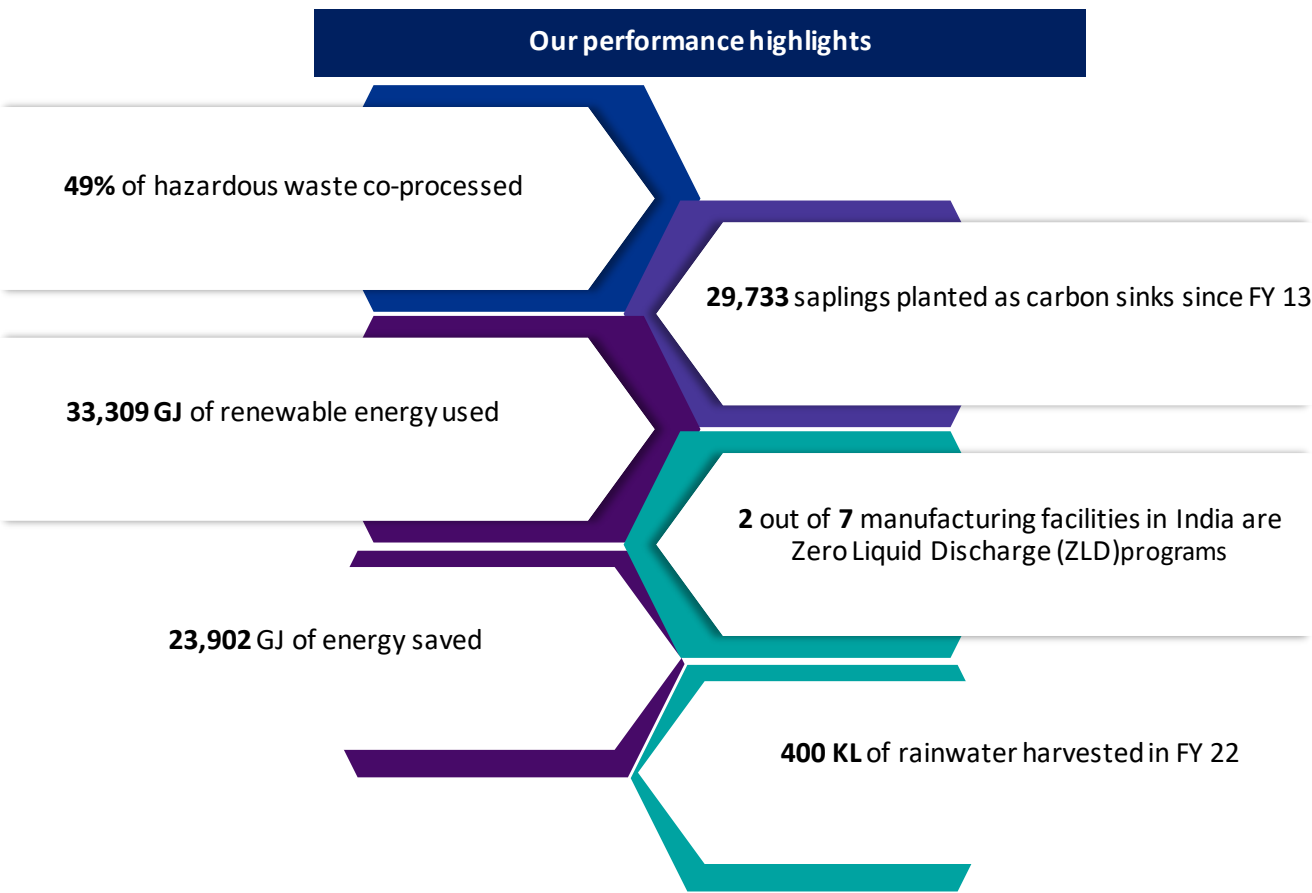 Our performance highlights
49% of hazardous waste co-processed
29,733 saplings planted as carbon sinks since FY 13
33,309 GJ of renewable energy used
2 out of 7 manufacturing facilities in India are
Zero Liquid Discharge (ZLD)programs
23,902 GJ of energy saved
400 KL of rainwater harvested in FY 22